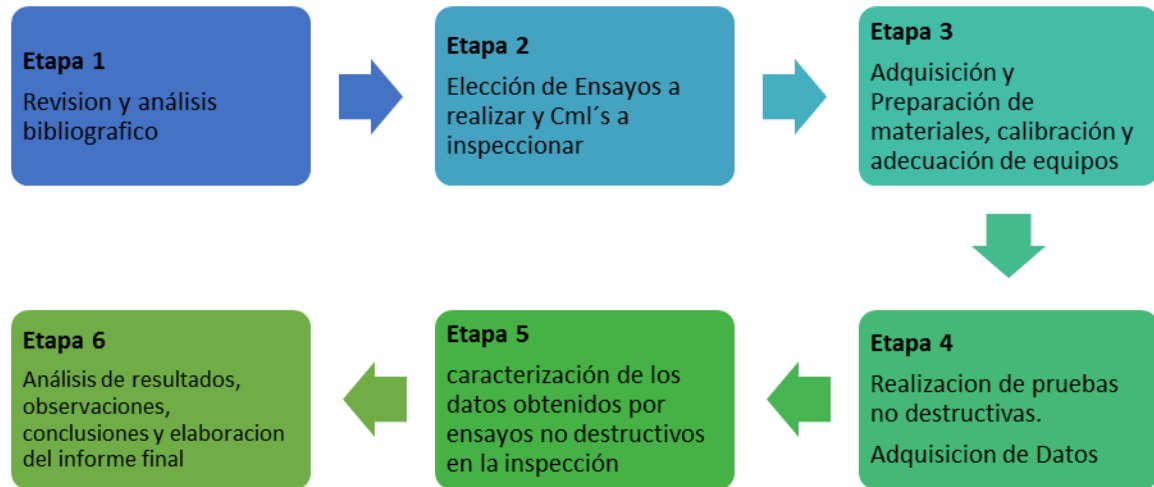 Etapa 1
Revision y análisis
bibliografico
Etapa 2
Elección de Ensayos a
realizar y Cml´s a
inspeccionar
Etapa 3
Adquisición y
Preparación de
materiales, calibración y
adecuación de equipos
Etapa 4
Realizacion de pruebas
no destructivas.
Adquisicion de Datos
Etapa 5
caracterización de los
datos obtenidos por
ensayos no destructivos
en la inspección
Etapa 6
Análisis de resultados,
observaciones,
conclusiones y elaboracion
del informe final